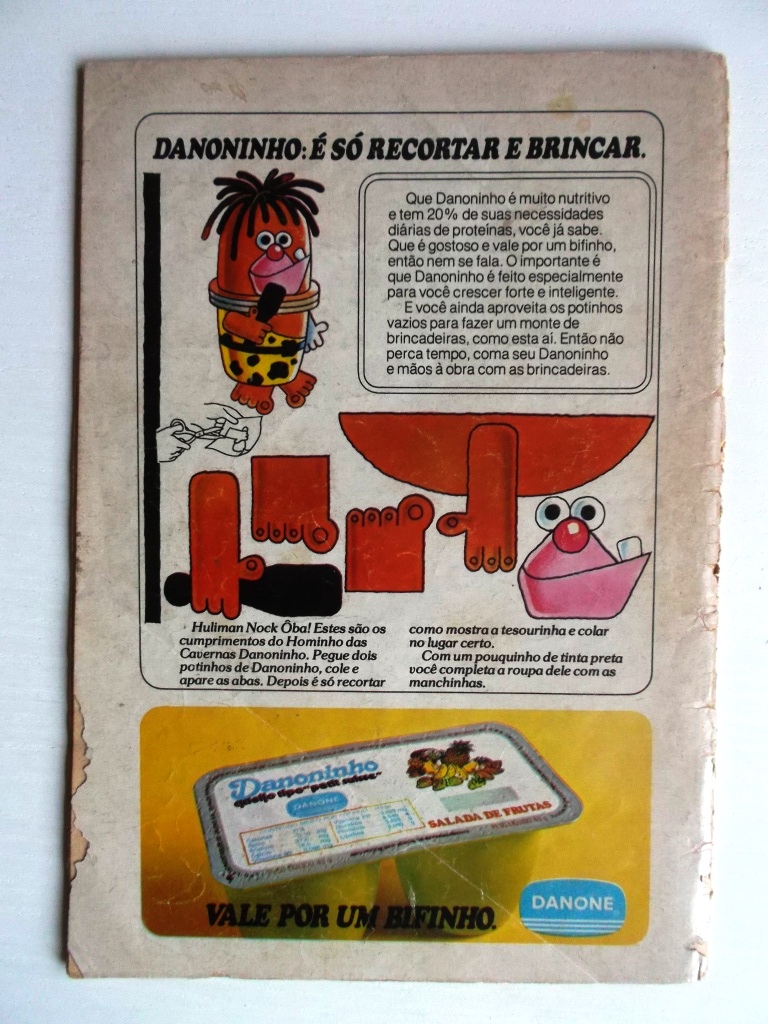 DANONINHO: É SÓ RECORTAR E BRINCAR.
Que Danoninho é muito nutritivo
e tem 20% de suas necessidades
diárias de proteínas, você já sabe.
Que é gostoso e vale por um bifinho,
então nem se fala. O importante é
que Danoninho é feito especialmente
para você crescer forte e inteligente.
E você ainda aproveita os potinhos
vazios para fazer um monte de
brincadeiras, como esta aí. Então não
perca tempo, coma seu Danoninho
e mãos à obra com as brincadeiras.
Huliman Nock Ôba! Estes são os
cumprimentos do Hominho das
Cavernas Danoninho. Pegue dois
potinhos de Danoninho, cole e
apare as abas. Depois é só recortar
como mostra a tesourinha e colar
no lugar certo.
Com um pouquinho de tinta preta
você completa a roupa dele com as
manchinhas.
Danoninho
queijo tipo "petit suisse"
DANONE
SALADA DE FRUTAS
VALE POR UM BIFINHO.
DANONE